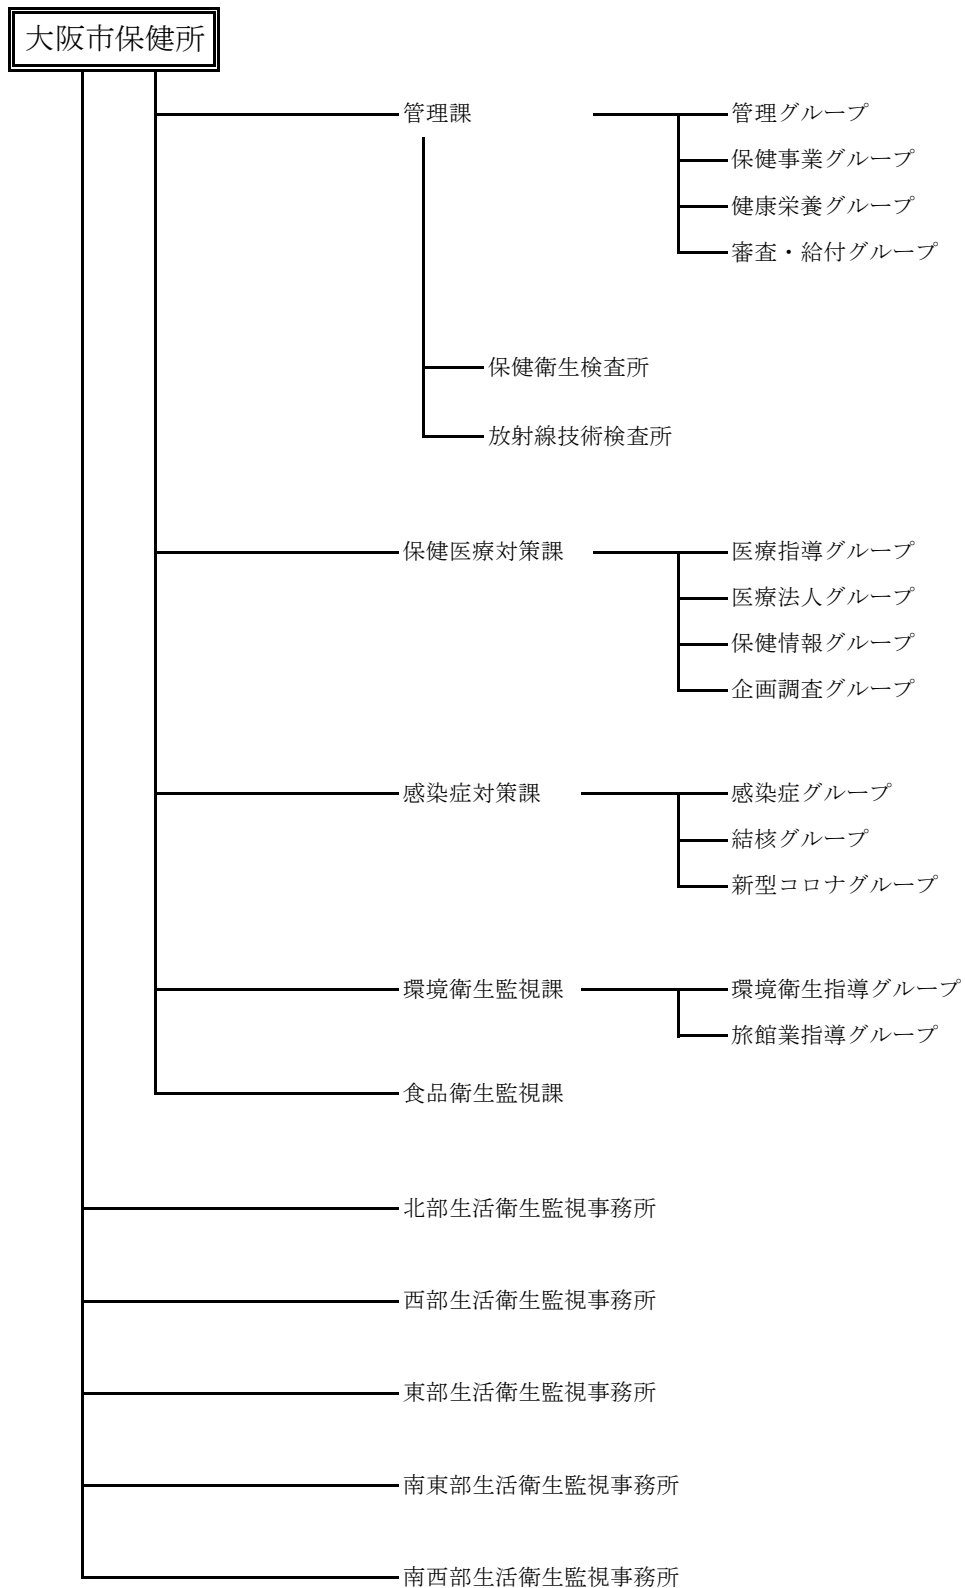 大阪市保健所
管理課
管理グループ
保健事業グループ
健康栄養グループ
審査・給付グループ
保健衛生検査所
放射線技術検査所
保健医療対策課
医療指導グループ
医療法人グループ
保健情報グループ
企画調査グループ
感染症対策課
感染症グループ
結核グループ
新型コロナグループ
環境衛生監視課
環境衛生指導グループ
旅館業指導グループ
食品衛生監視課
北部生活衛生監視事務所
西部生活衛生監視事務所
東部生活衛生監視事務所
南東部生活衛生監視事務所
南西部生活衛生監視事務所